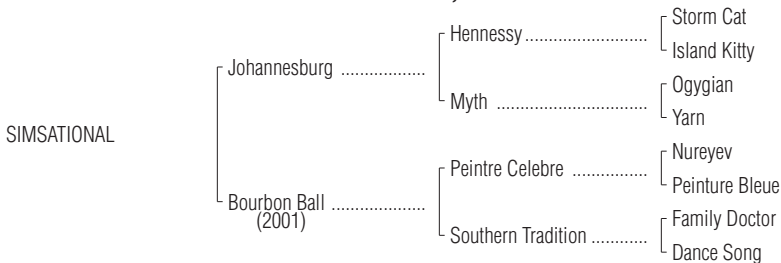 Storm Cat
Hennessy ..............................
Island Kitty
Johannesburg ...................
Ogygian
Myth .....................................
Yarn
SIMSATIONAL
Nureyev
Peintre Celebre ..................
Peinture Bleue
Bourbon Ball .....................
(2001)
Family Doctor
Southern Tradition .............
Dance Song